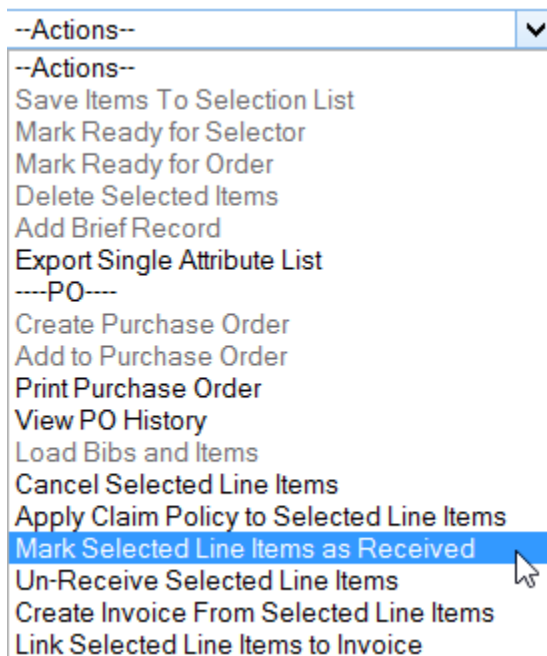 --Actions--
--Actions--
Save Items To Selection List
Mark Ready for Selector
Mark Ready for Order
Delete Selected Items
Add Brief Record
Export Single Attribute List
----PO----
Create Purchase Order
Add to Purchase Order
Print Purchase Order
View PO History
Load Bibs and Items
Cancel Selected Line Items
Apply Claim Policy to Selected Line Items
Mark Selected Line Items as Received
Un-Receive Selected Line Items
Create Invoice From Selected Line Items
Link Selected Line Items to Invoice